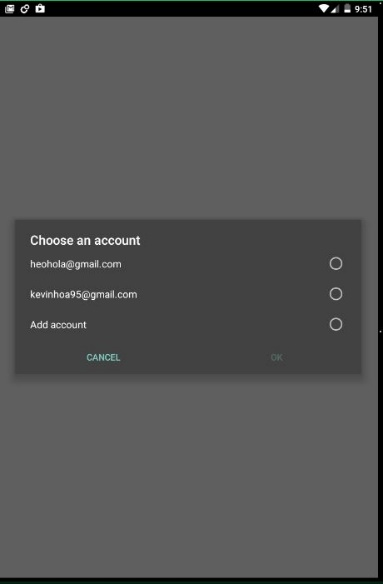 9:51
Choose an account
heohola@gmail.com
kevinhoa95@gmail.com
Add account
CANCEL OK